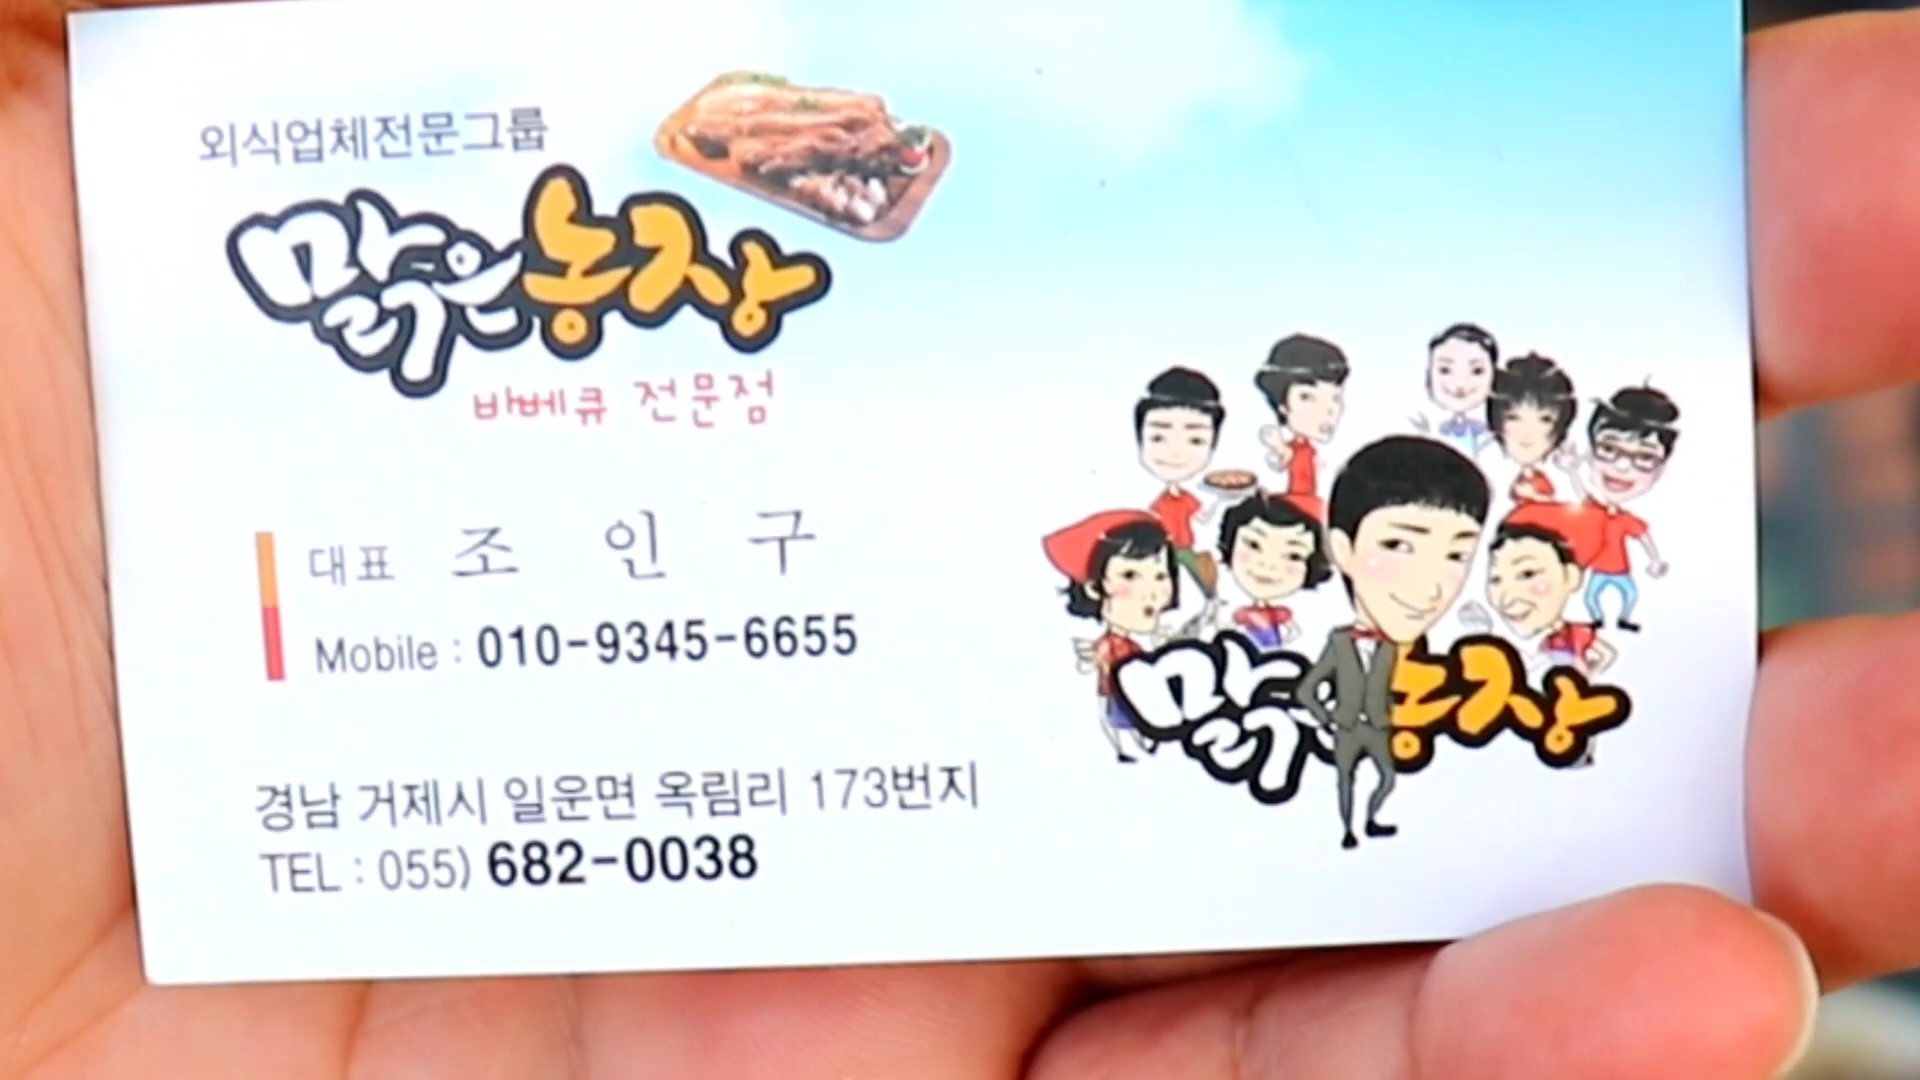 외식업체전문그룹
맑은농장
바베큐 전문점
대표 조 인 구
Mobile : 010-9345-6655
경남 거제시 일운면 옥림리 173번지
TEL : 055) 682-0038
맑은농장